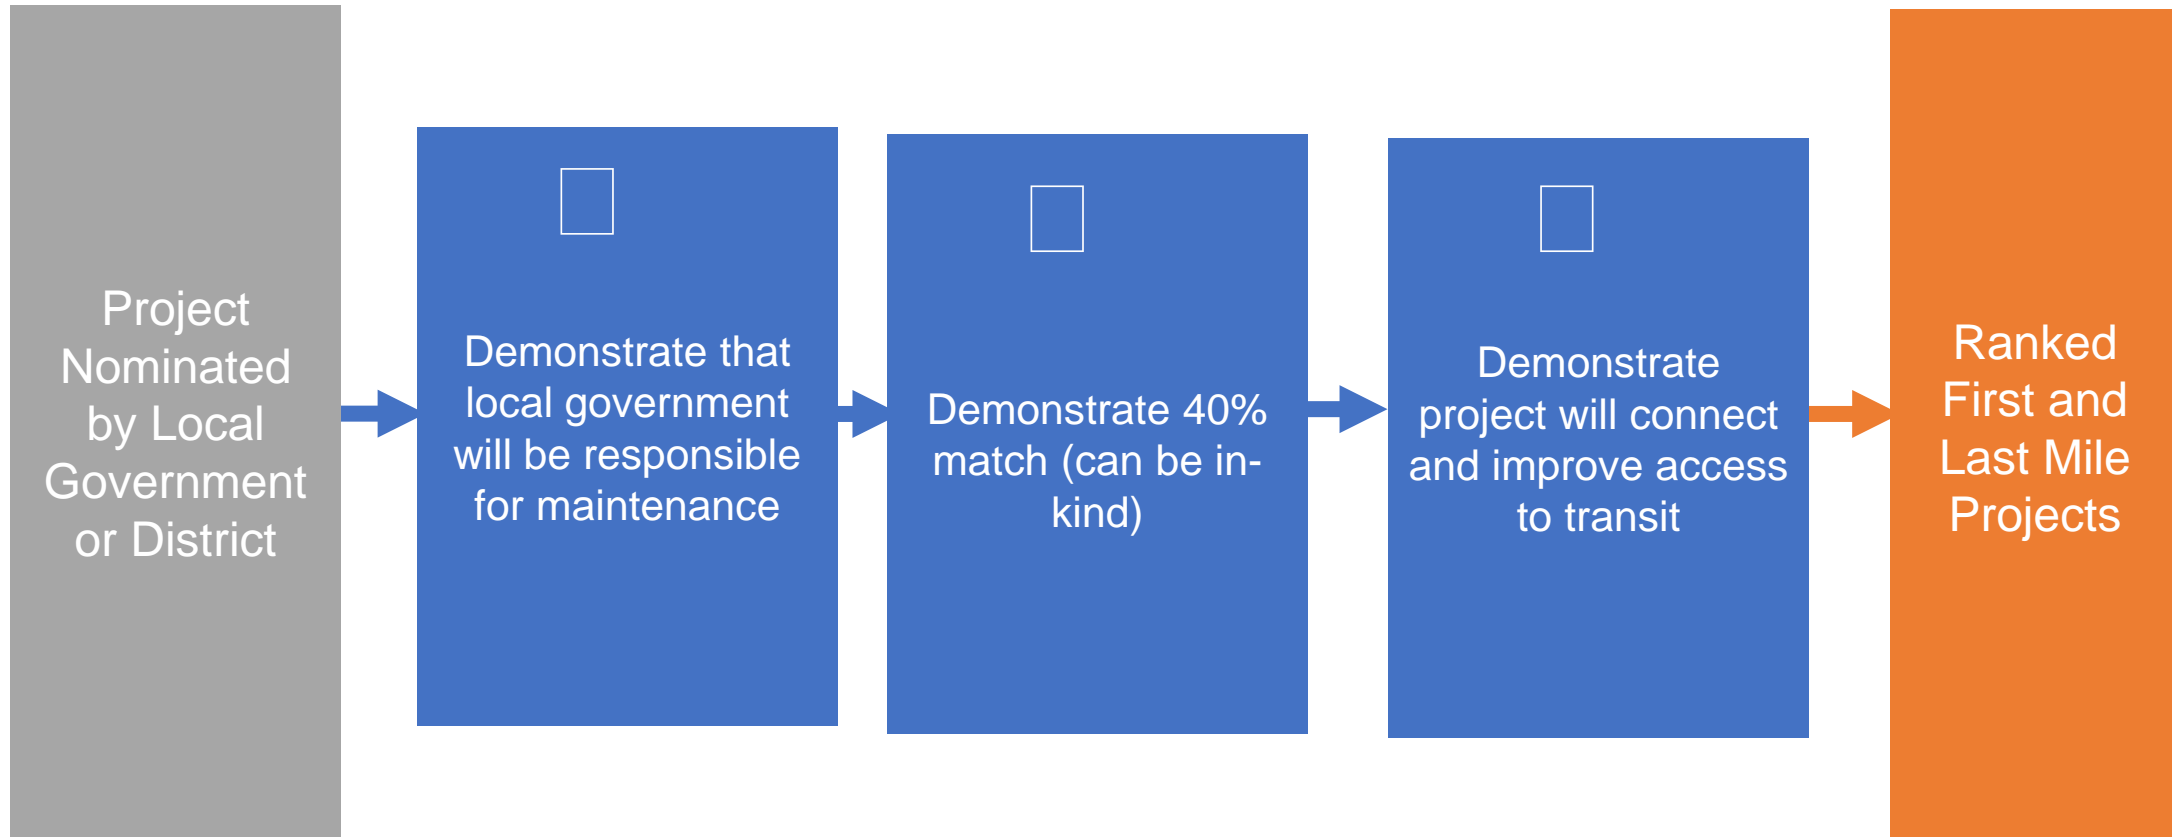 Project
Nominated
by Local
Government
or District
Demonstrate that
local government
will be responsible
for maintenance
Demonstrate 40%
match (can be in-
kind)
Demonstrate
project will connect
and improve access
to transit
Ranked
First and
Last Mile
Projects